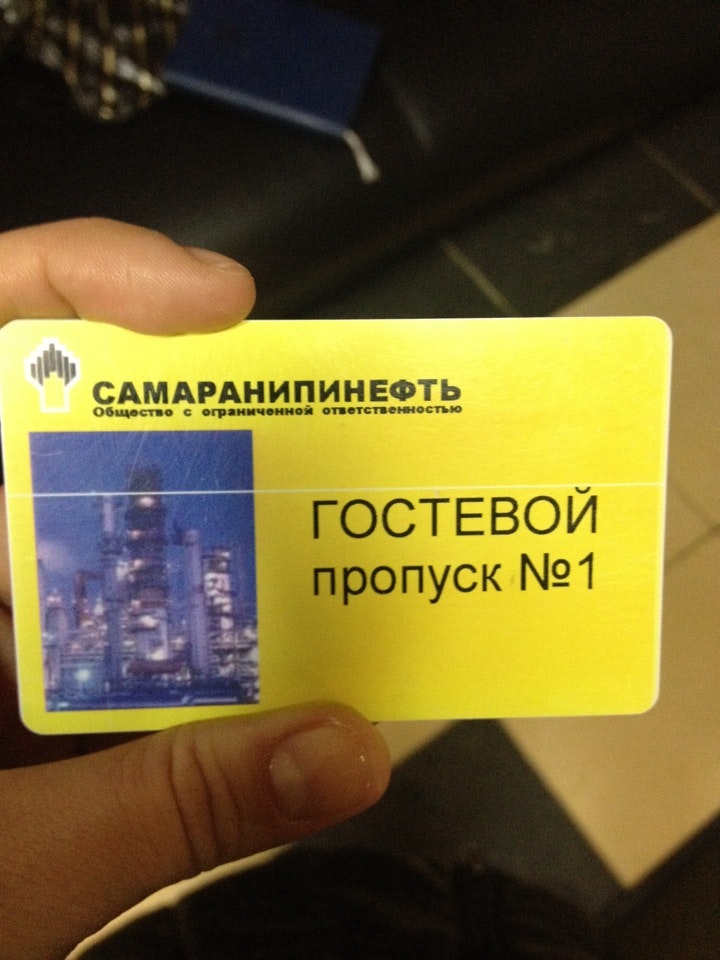 САМАРАНИПИНЕФТЬ
Общество с ограниченной ответственностью
ГОСТЕВОЙ
пропуск №1